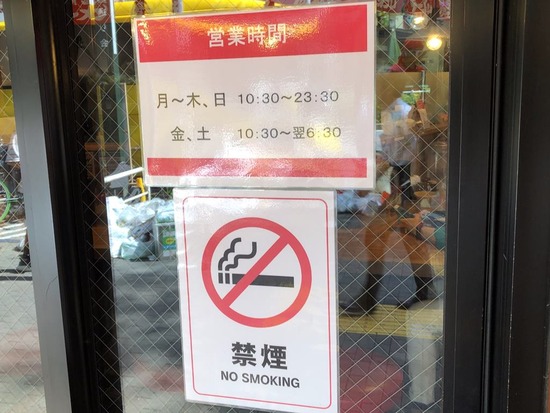 営業時間
月～木、日 10:30～23:30
金、土 10:30～翌6:30
禁煙
NO SMOKING